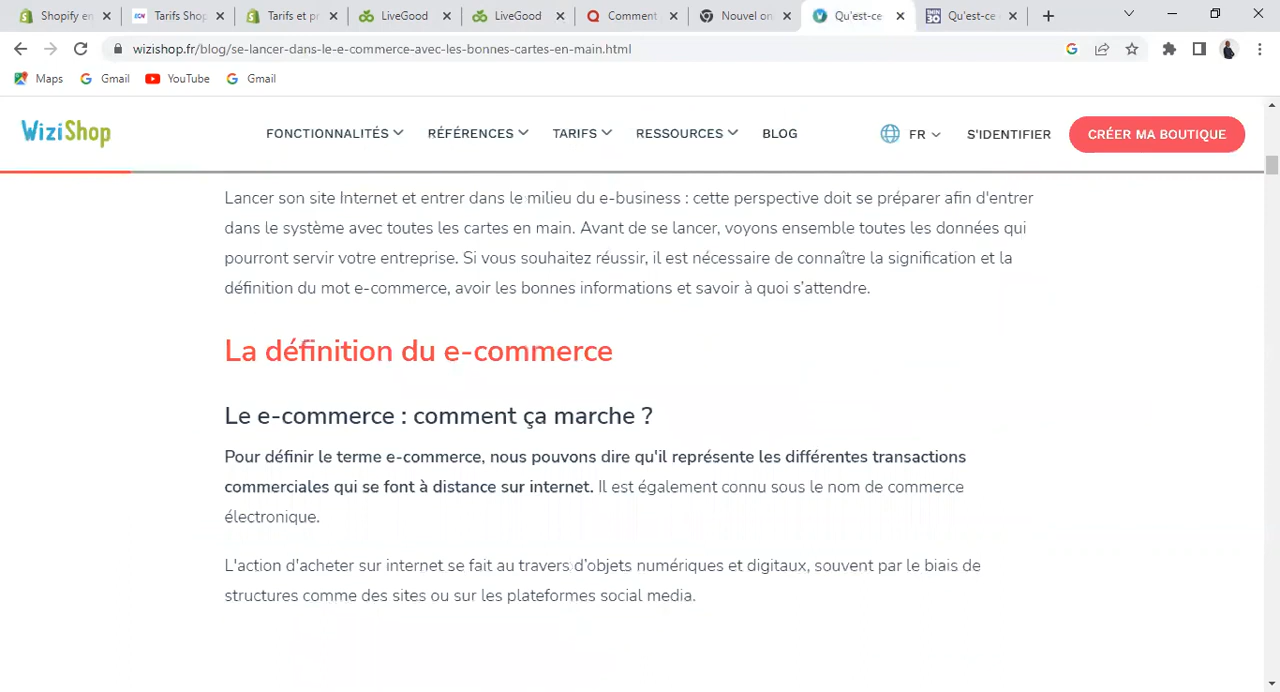 Shopify en
Tarifs Shop
Tarifs et pr
LiveGood
LiveGood
Comment
Nouvel on
Qu'est-ce
Qu'est-ce
wizishop.fr/blog/se-lancer-dans-le-e-commerce-avec-les-bonnes-cartes-en-main.html
Maps
Gmail
YouTube
Gmail
WiziShop
FONCTIONNALITÉS
RÉFÉRENCES
TARIFS
RESSOURCES
BLOG
FR
S'IDENTIFIER
CRÉER MA BOUTIQUE
Lancer son site Internet et entrer dans le milieu du e-business : cette perspective doit se préparer afin d'entrer
dans le système avec toutes les cartes en main. Avant de se lancer, voyons ensemble toutes les données qui
pourront servir votre entreprise. Si vous souhaitez réussir, il est nécessaire de connaître la signification et la
définition du mot e-commerce, avoir les bonnes informations et savoir à quoi s’attendre.
La définition du e-commerce
Le e-commerce : comment ça marche ?
Pour définir le terme e-commerce, nous pouvons dire qu'il représente les différentes transactions
commerciales qui se font à distance sur internet. Il est également connu sous le nom de commerce
électronique.
L'action d'acheter sur internet se fait au travers d’objets numériques et digitaux, souvent par le biais de
structures comme des sites ou sur les plateformes social media.